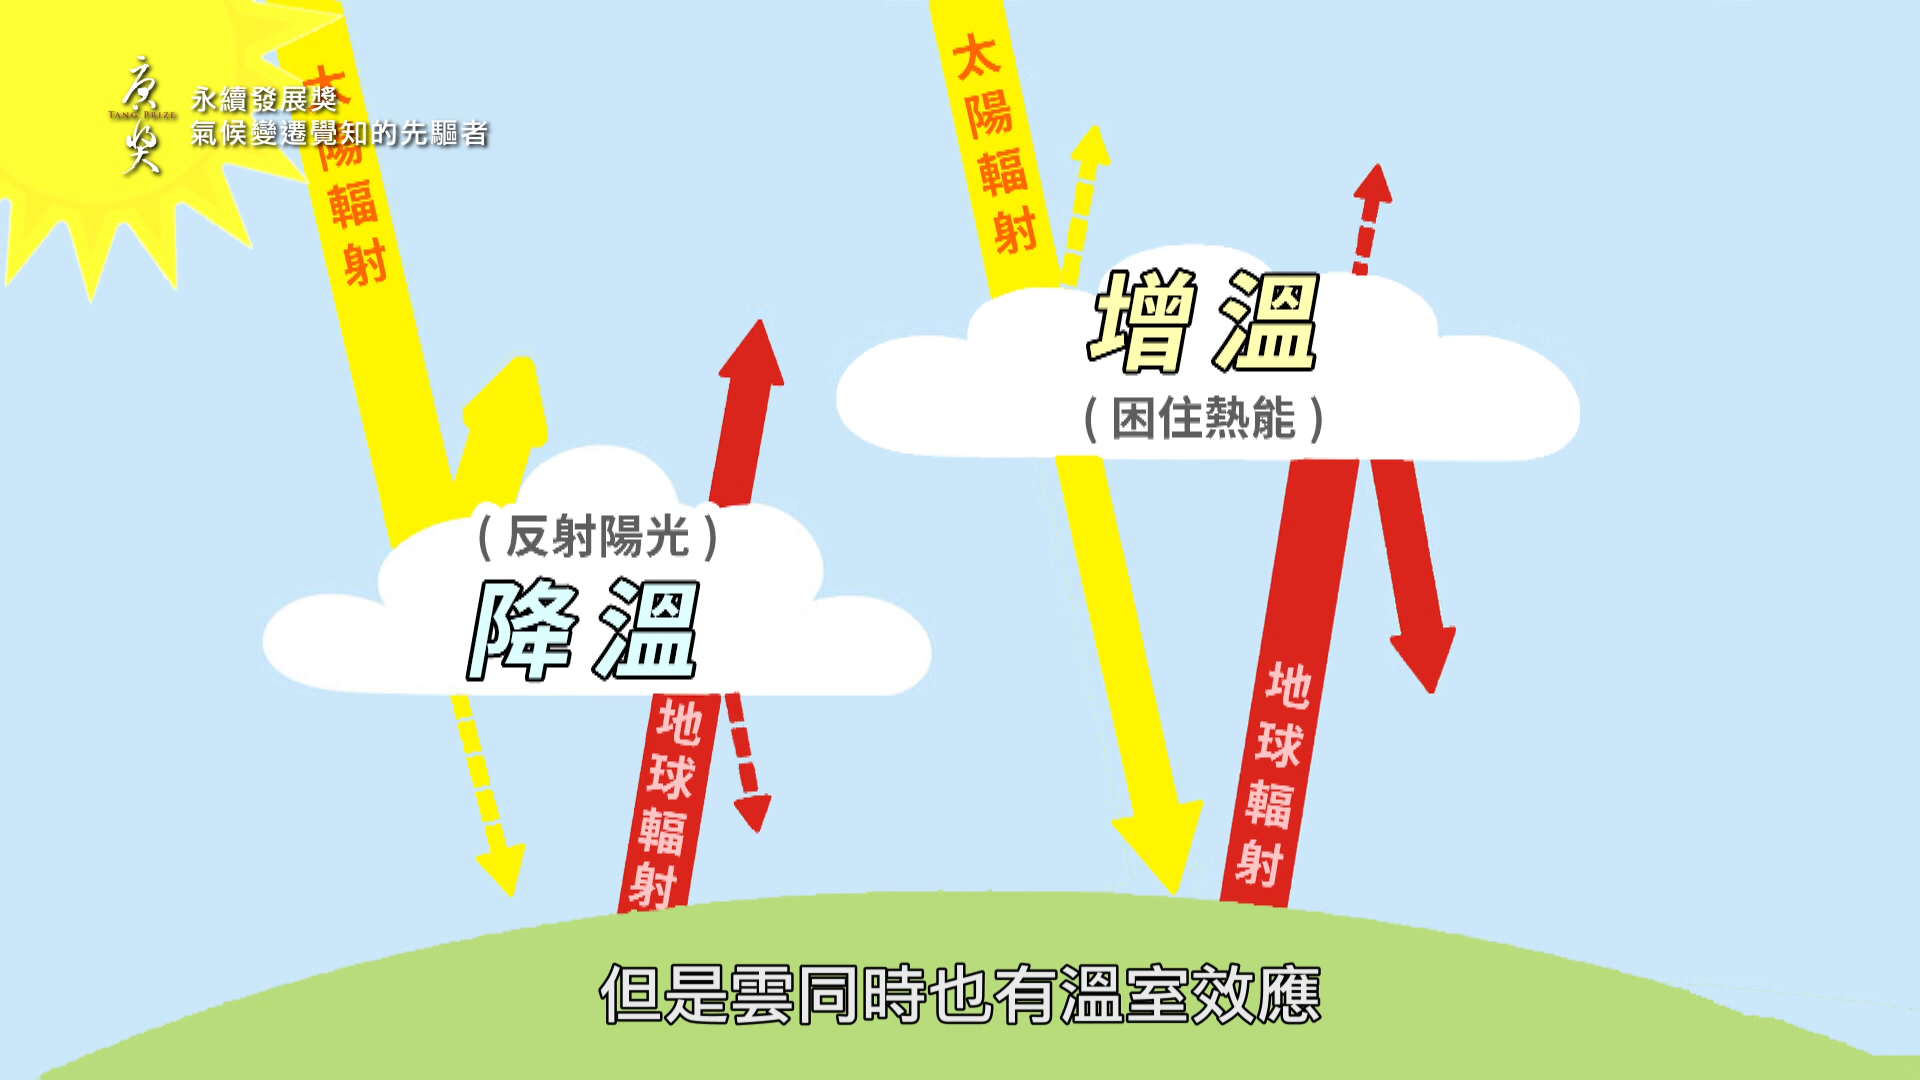 唐獎
TANG PRIZE
永續發展獎
氣候變遷覺知的先驅者
太陽輻射
太陽輻射
增溫
(困住熱能)
(反射陽光)
降溫
地球輻射
地球輻射
但是雲同時也有溫室效應